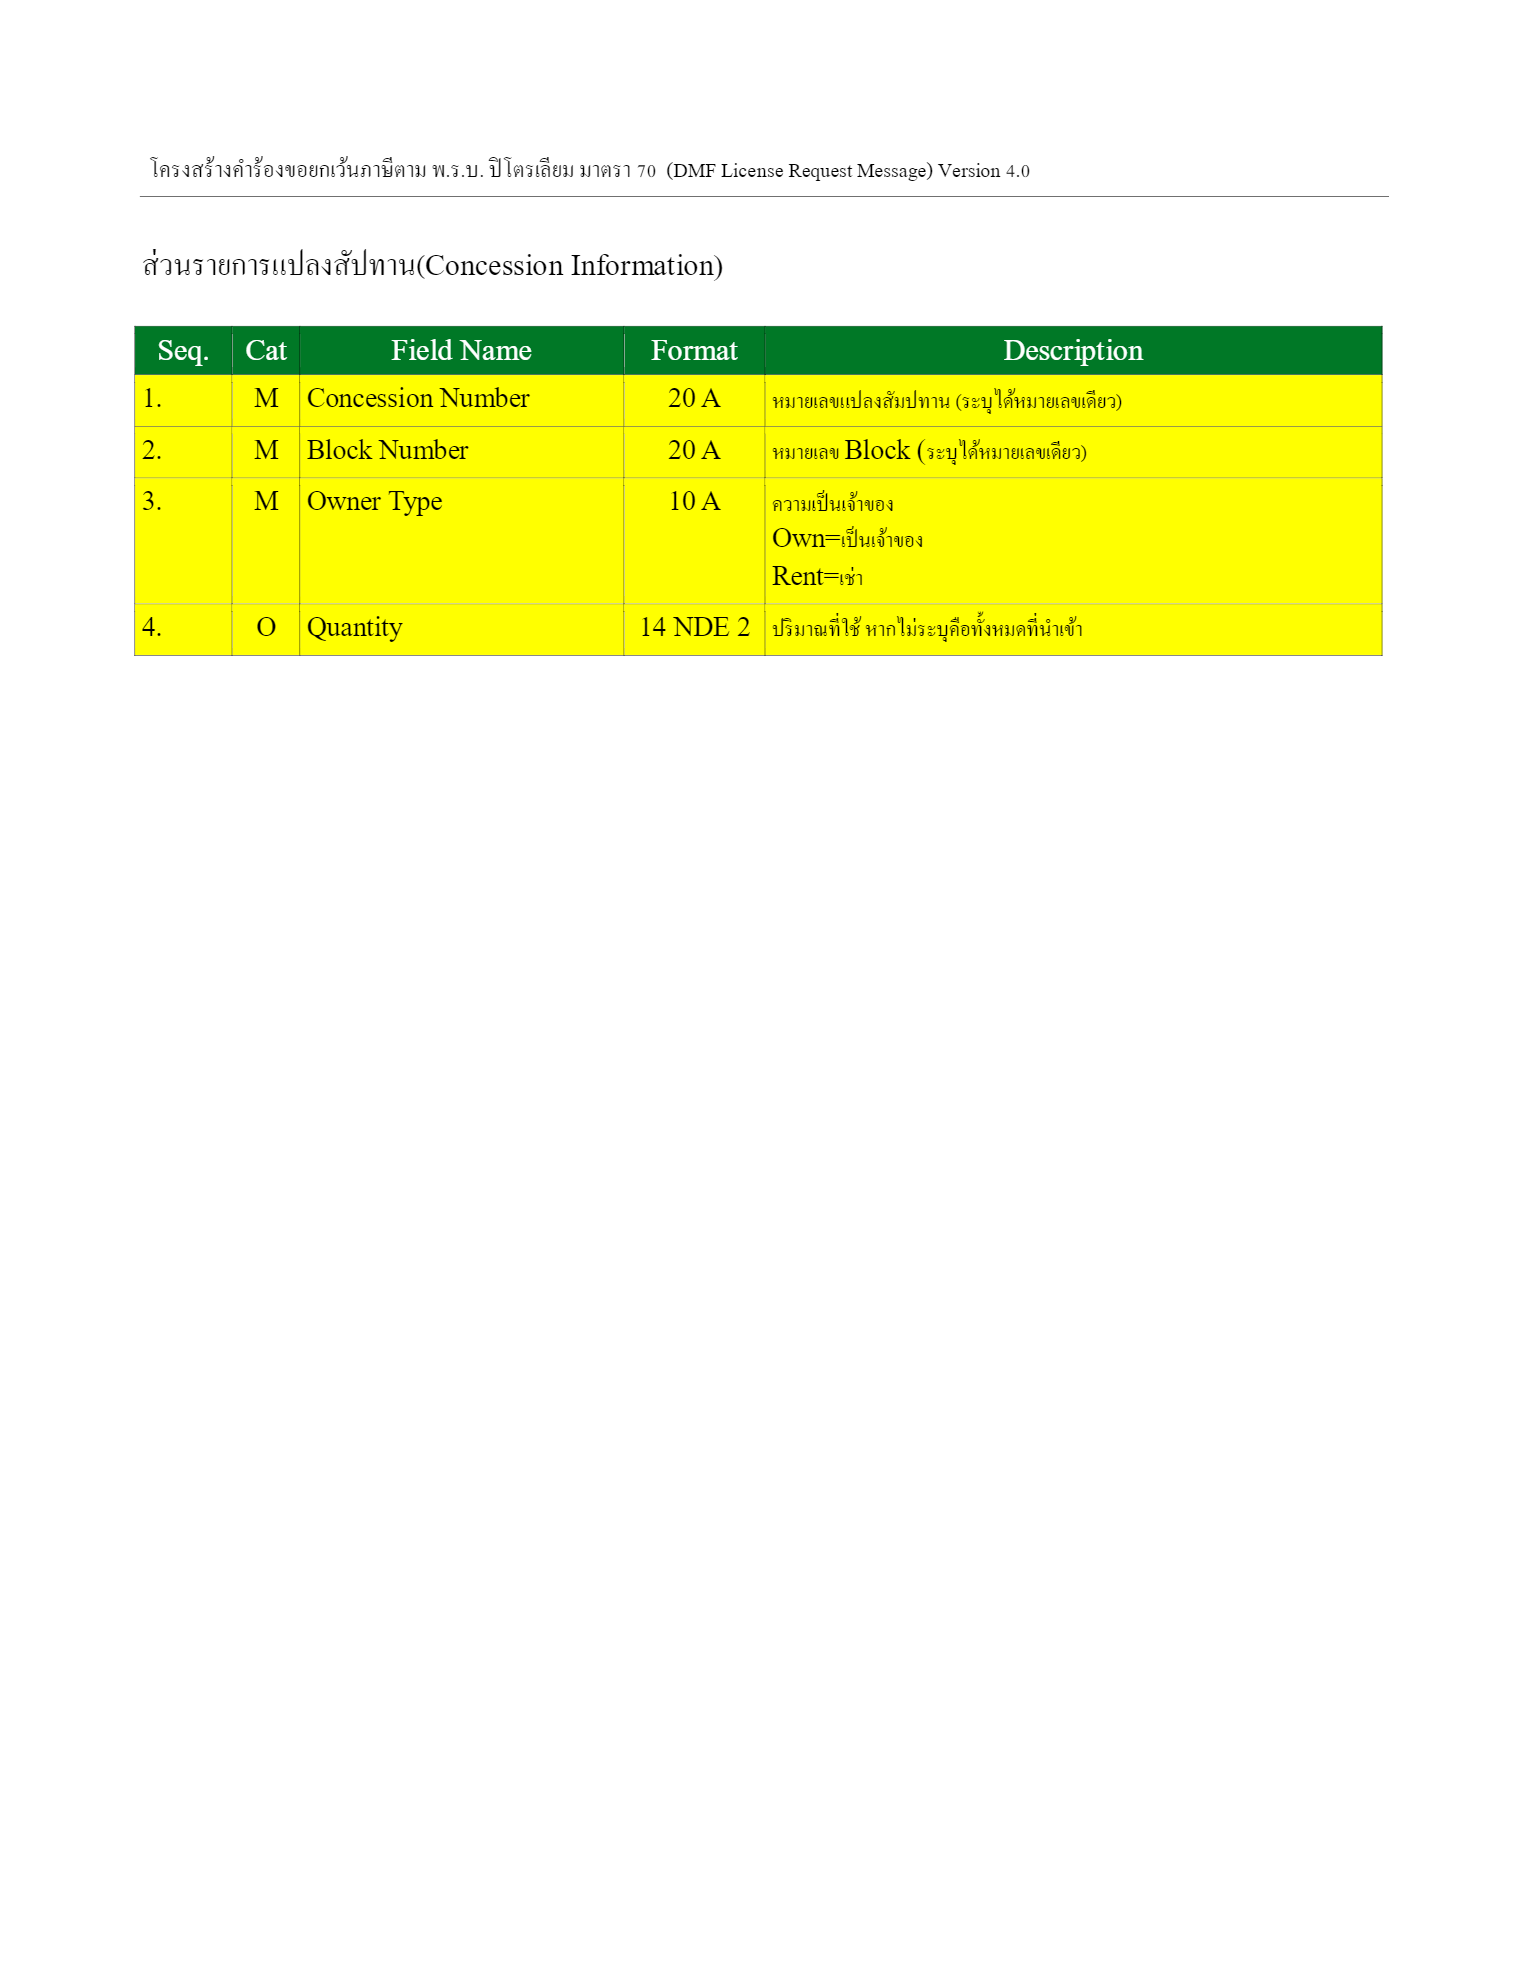 โครงสร้างคำร้องขอยกเว้นภาษีตาม พ.ร.บ. ปิโตรเลียม มาตรา 70 (DMF License Request Message) Version 4.0
ส่วนรายการแปลงสัปทาน(Concession Information)
Seq. Cat Field Name Format Description
1. M Concession Number 20 A หมายเลขแปลงสัมปทาน (ระบุได้หมายเลขเดียว)
2. M Block Number 20 A หมายเลข Block (ระบุได้หมายเลขเดียว)
3. M Owner Type 10 A ความเป็นเจ้าของ
Own=เป็นเจ้าของ
Rent=เช่า
4. O Quantity 14 NDE 2 ปริมาณที่ใช้ หากไม่ระบุคือทั้งหมดที่นำเข้า